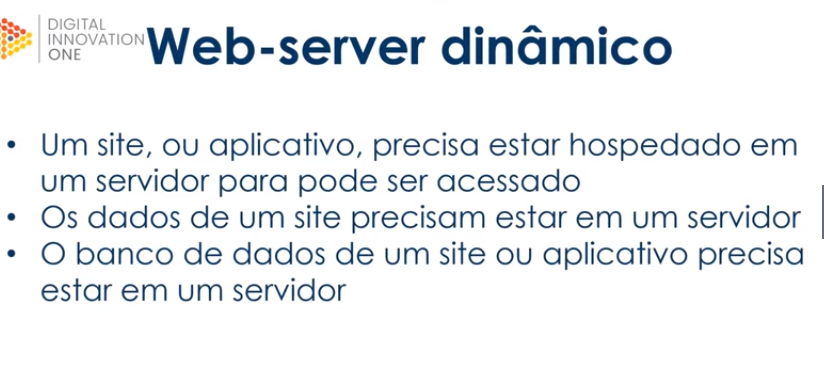 DIGITAL
INNOVATION
ONE
Web-server dinâmico
• Um site, ou aplicativo, precisa estar hospedado em
um servidor para pode ser acessado
• Os dados de um site precisam estar em um servidor
• O banco de dados de um site ou aplicativo precisa
estar em um servidor